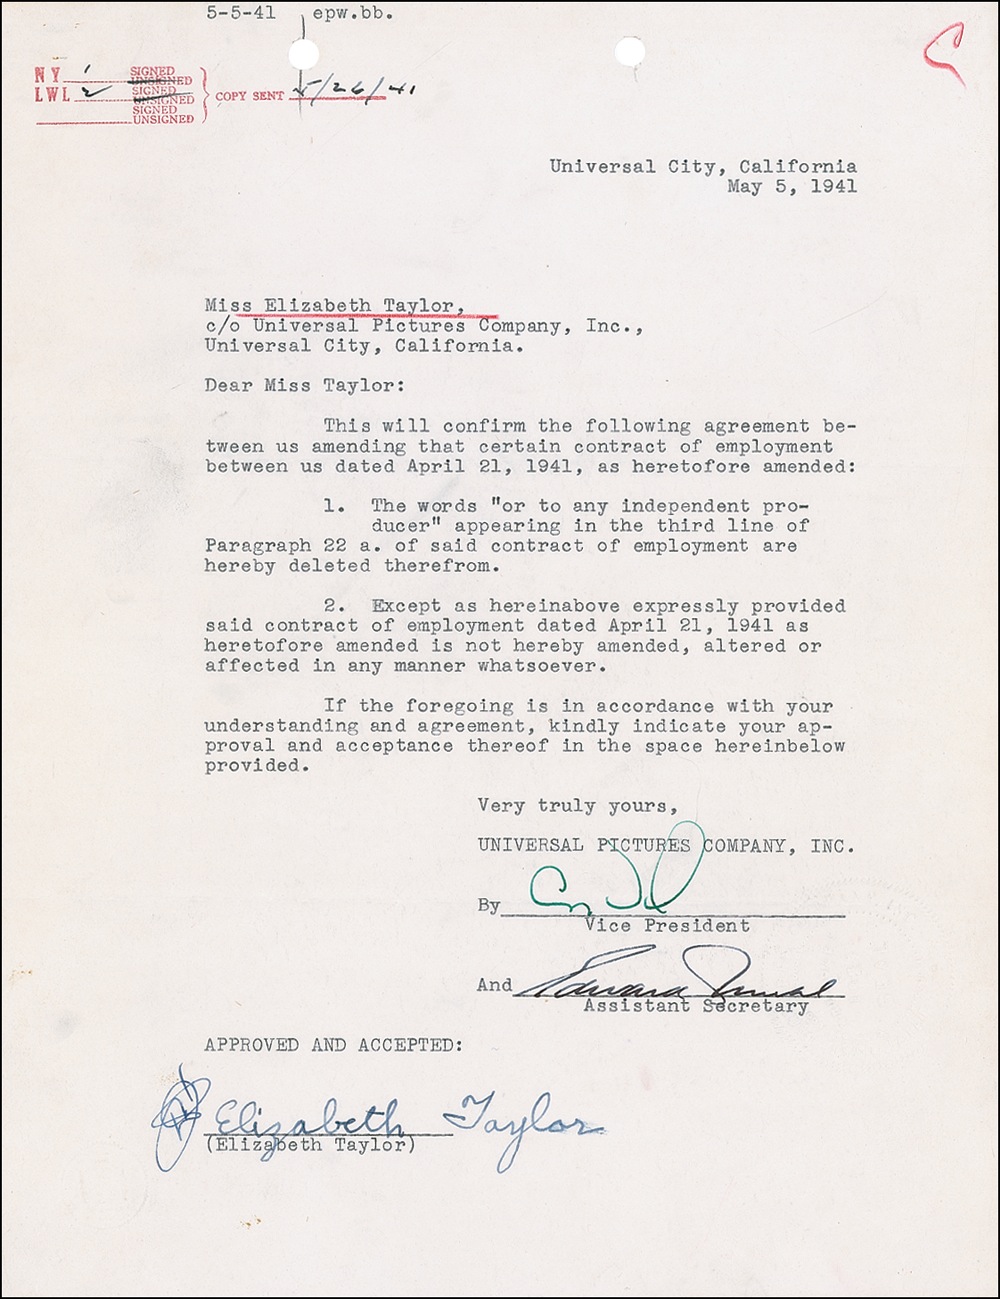 5-5-41 epw.bb.
NY 1 SIGNED
UNSIGNED
LWL 2 SIGNED
UNSIGNED
SIGNED
UNSIGNED
COPY SENT 5/26/41
Universal City, California
May 5, 1941
Miss Elizabeth Taylor,
c/o Universal Pictures Company, Inc.,
Universal City, California.
Dear Miss Taylor:
This will confirm the following agreement be-
tween us amending that certain contract of employment
between us dated April 21, 1941, as heretofore amended:
1. The words "or to any independent pro-
ducer" appearing in the third line of
Paragraph 22 a. of said contract of employment are
hereby deleted therefrom.
2. Except as hereinabove expressly provided
said contract of employment dated April 21, 1941 as
heretofore amended is not hereby amended, altered or
affected in any manner whatsoever.
If the foregoing is in accordance with your
understanding and agreement, kindly indicate your ap-
proval and acceptance thereof in the space hereinbelow
provided.
Very truly yours,
UNIVERSAL PICTURES COMPANY, INC.
By
Vice President
And Edward
Assistant Secretary
APPROVED AND ACCEPTED:
Elizabeth Taylor
(Elizabeth Taylor)